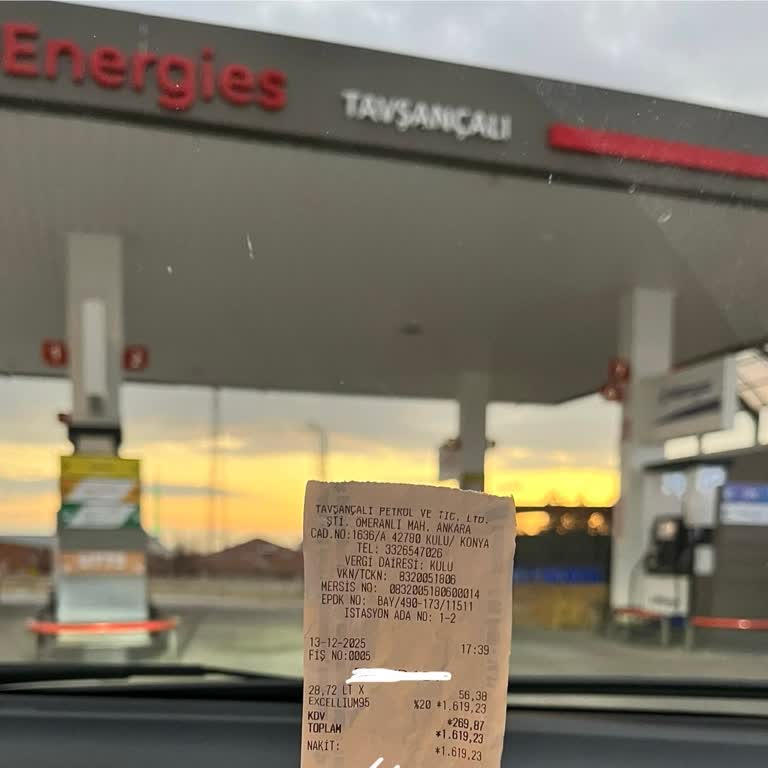 Energies
TAVŞANÇALI
TAVŞANÇALI PETROL VE TİC. LTD.
ŞTİ. ÖMERANLI MAH. ANKARA
CAD.NO:1636/A 42780 KULU/ KONYA
TEL: 3326547026
VERGİ DAİRESİ: KULU
VKN/TCKN: 8320051806
MERSİS NO: 0832005180600014
EPDK NO: BAY/490-173/11511
İSTASYON ADA NO: 1-2
13-12-2025 17:39
FİŞ NO:0005
28,72 LT X 56,38
EXCELLIUM95 %20 *1.619,23
KDV *269,87
TOPLAM *1.619,23
NAKİT: *1.619,23